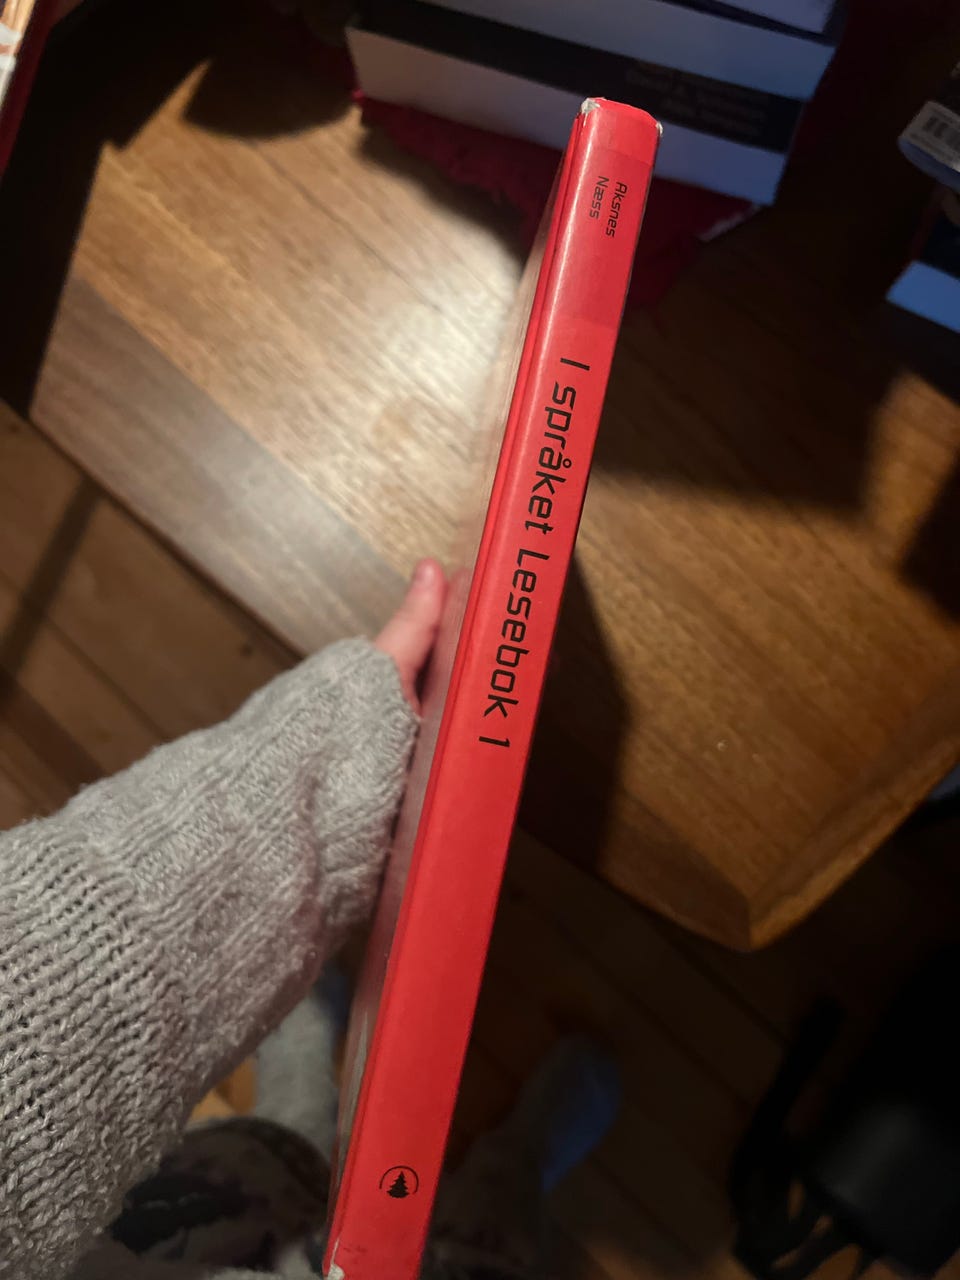 Aksnes
Næss
I språket Lesebok 1